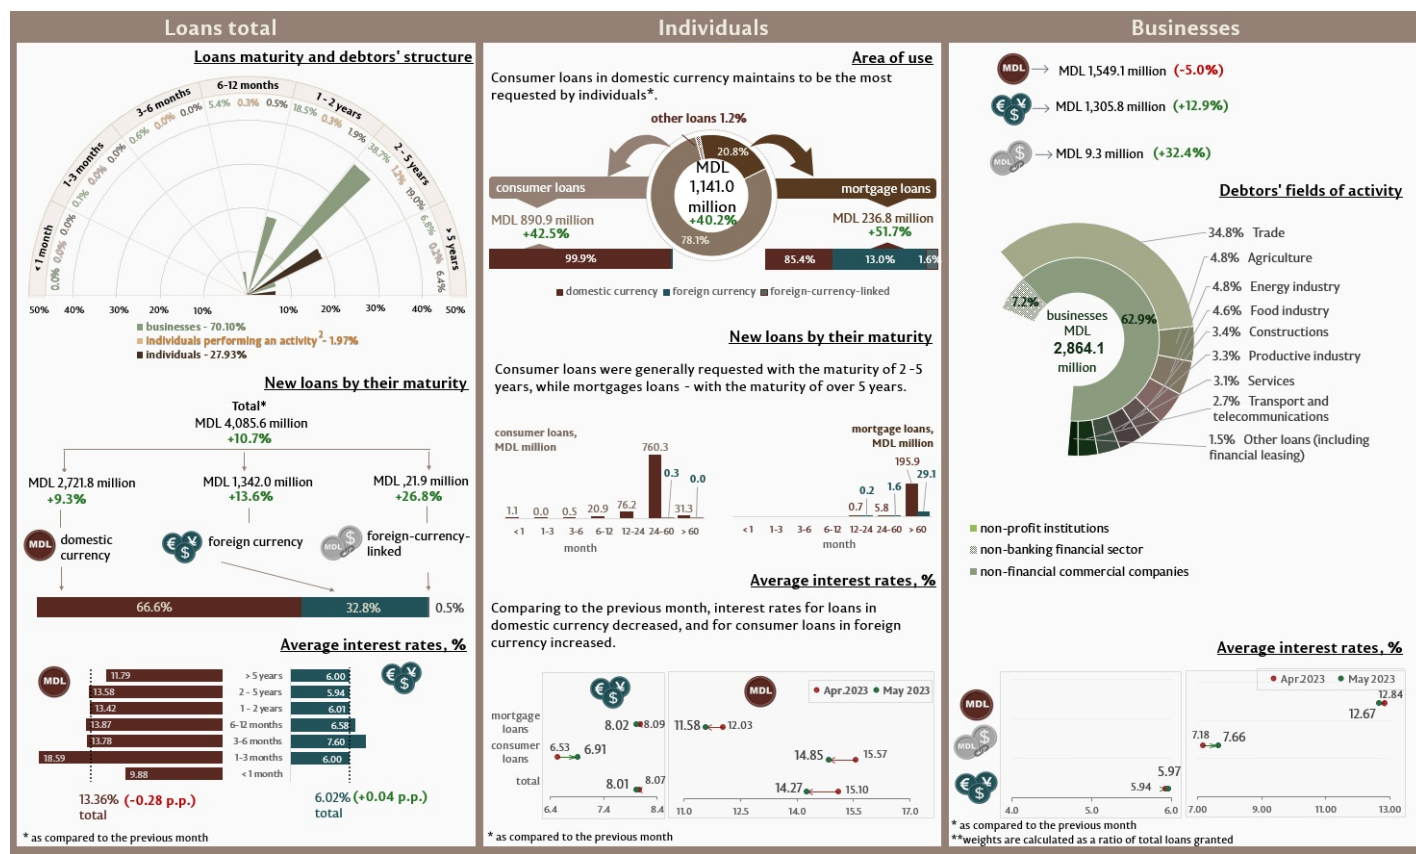 Loans total
Loans maturity and debtors' structure
< 1 month
1-3 months
3-6 months
6-12 months
1 - 2 years
2 - 5 years
> 5 years
0.0% 0.0% 0.0%
0.1% 0.0% 0.0%
0.6% 0.0% 0.0%
5.4% 0.3% 0.5%
18.5% 0.3% 1.9%
38.7% 1.2% 19.0%
6.8% 0.2% 6.4%
50% 40% 30% 20% 10% 10% 20% 30% 40% 50%
businesses - 70.10%
individuals performing an activity 2 - 1.97%
individuals - 27.93%
New loans by their maturity
Total*
MDL 4,085.6 million
+10.7%
MDL 2,721.8 million
+9.3%
MDL 1,342.0 million
+13.6%
MDL ,21.9 million
+26.8%
MDL domestic currency
€ ¥ $ foreign currency
MDL $ foreign-currency-linked
66.6% 32.8% 0.5%
Average interest rates, %
MDL
€ ¥ $
11.79 > 5 years 6.00
13.58 2 - 5 years 5.94
13.42 1 - 2 years 6.01
13.87 6-12 months 6.58
13.78 3-6 months 7.60
18.59 1-3 months 6.00
9.88 < 1 month
13.36% (-0.28 p.p.)
total
6.02% (+0.04 p.p.)
total
* as compared to the previous month
Individuals
Area of use
Consumer loans in domestic currency maintains to be the most
requested by individuals*.
other loans 1.2%
20.8%
MDL
1,141.0
million
+40.2%
78.1%
consumer loans
MDL 890.9 million
+42.5%
99.9%
mortgage loans
MDL 236.8 million
+51.7%
85.4% 13.0% 1.6%
domestic currency foreign currency foreign-currency-linked
New loans by their maturity
Consumer loans were generally requested with the maturity of 2 -5
years, while mortgages loans - with the maturity of over 5 years.
consumer loans,
MDL million
1.1 0.0 0.5 20.9 76.2 760.3 0.3 31.3 0.0
< 1 1-3 3-6 6-12 12-24 24-60 > 60
month
mortgage loans,
MDL million
0.7 0.2 5.8 1.6 195.9 29.1
< 1 1-3 3-6 6-12 12-24 24-60 > 60
month
Average interest rates, %
Comparing to the previous month, interest rates for loans in
domestic currency decreased, and for consumer loans in foreign
currency increased.
€ ¥ $
MDL
Apr.2023 May 2023
mortgage loans 8.02 8.09 11.58 12.03
consumer loans 6.53 6.91 14.85 15.57
total 8.01 8.07 14.27 15.10
6.4 7.4 8.4
11.0 12.5 14.0 15.5 17.0
* as compared to the previous month
Businesses
MDL MDL 1,549.1 million (-5.0%)
€ ¥ $ MDL 1,305.8 million (+12.9%)
MDL $ MDL 9.3 million (+32.4%)
Debtors' fields of activity
7.2%
62.9%
businesses
MDL
2,864.1
million
34.8% Trade
4.8% Agriculture
4.8% Energy industry
4.6% Food industry
3.4% Constructions
3.3% Productive industry
3.1% Services
2.7% Transport and
telecommunications
1.5% Other loans (including
financial leasing)
non-profit institutions
non-banking financial sector
non-financial commercial companies
Average interest rates, %
Apr.2023 May 2023
MDL 12.67 12.84
MDL $ 7.18 7.66
€ ¥ $ 5.94 5.97
4.0 5.0 6.0
7.00 9.00 11.00 13.00
* as compared to the previous month
**weights are calculated as a ratio of total loans granted